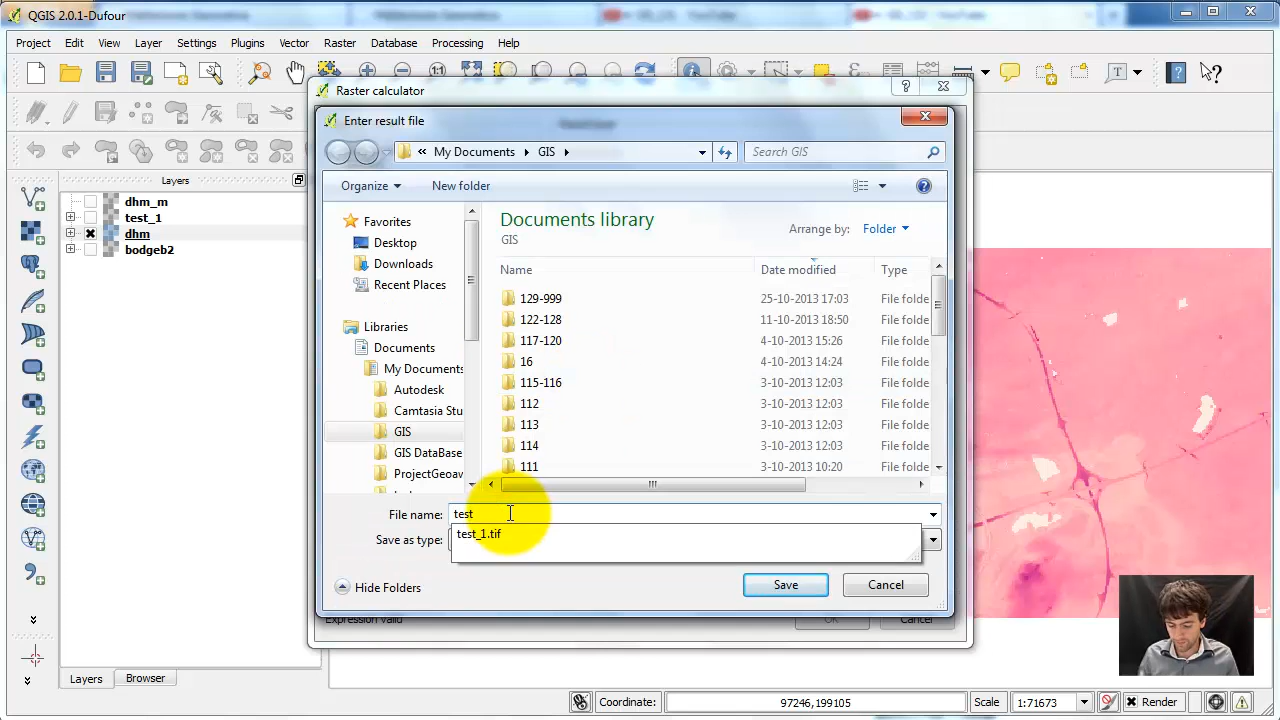 QGIS 2.0.1-Dufour
Project Edit View Layer Settings Plugins Vector Raster Database Processing Help
Raster calculator
Enter result file
« My Documents GIS
Search GIS
Organize
New folder
Layers
dhm_m
test_1
dhm
bodgeb2
Favorites
Desktop
Downloads
Recent Places
Libraries
Documents
My Documents
Autodesk
Camtasia Stu
GIS
GIS DataBase
ProjectGeoav
Documents library
GIS
Arrange by: Folder
Name Date modified Type
129-999 25-10-2013 17:03 File folde
122-128 11-10-2013 18:50 File folde
117-120 4-10-2013 15:26 File folde
16 4-10-2013 14:24 File folde
115-116 3-10-2013 12:03 File folde
112 3-10-2013 12:03 File folde
113 3-10-2013 12:03 File folde
114 3-10-2013 12:03 File folde
111 3-10-2013 10:20 File folde
File name: test
test_1.tif
Save as type:
Hide Folders
Save
Cancel
Expression valid
OK
Cancel
Layers
Browser
Coordinate: 97246,199105 Scale 1:71673 Render